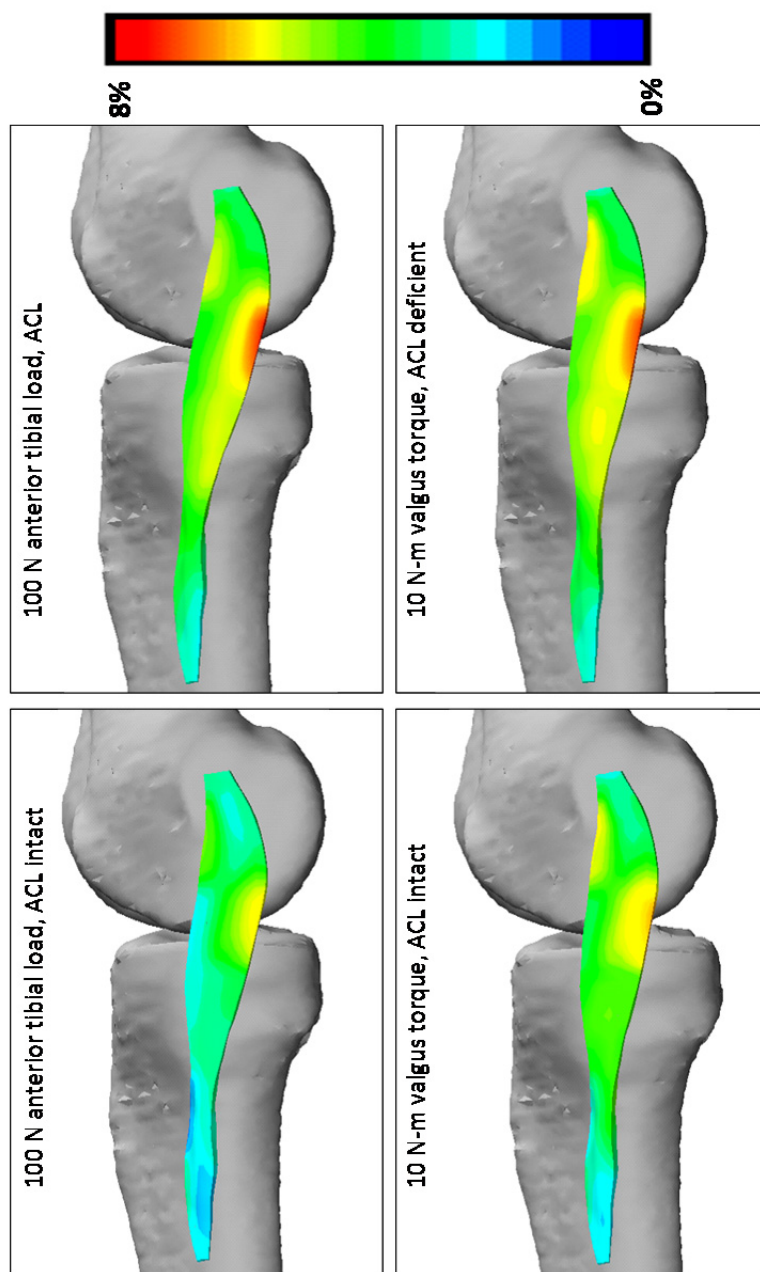 100 N anterior tibial load, ACL intact
100 N anterior tibial load, ACL
8%
10 N-m valgus torque, ACL intact
10 N-m valgus torque, ACL deficient
0%